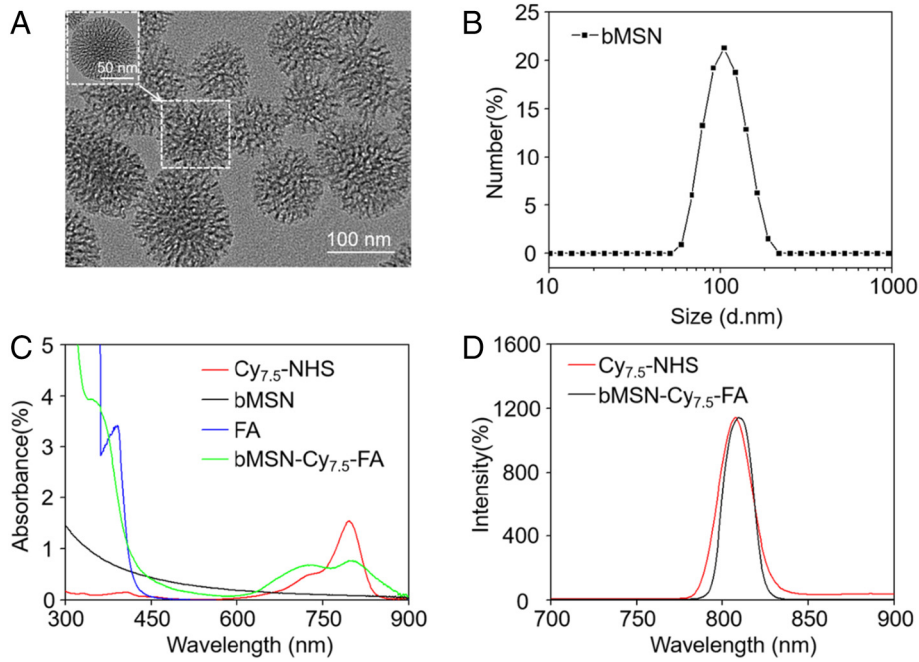 A
50 nm
100 nm
B
bMSN
25
20
15
10
5
0
Number(%)
10
100
1000
Size (d.nm)
C
Cy7.5-NHS
bMSN
FA
bMSN-Cy7.5-FA
5
4
3
2
1
0
Absorbance(%)
300
450
600
750
900
Wavelength (nm)
D
Cy7.5-NHS
bMSN-Cy7.5-FA
1600
1200
800
400
0
Intensity(%)
700
800
900
900
Wavelength (nm)